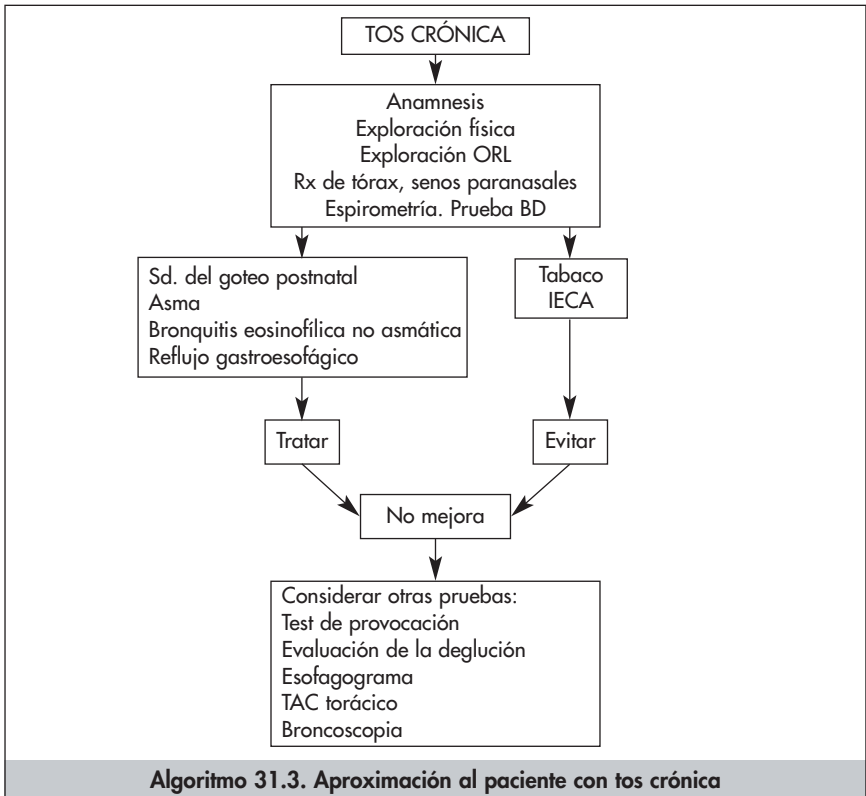 TOS CRÓNICA
Anamnesis
Exploración física
Exploración ORL
Rx de tórax, senos paranasales
Espirometría. Prueba BD
Sd. del goteo postnatal
Asma
Bronquitis eosinofílica no asmática
Reflujo gastroesofágico
Tabaco
IECA
Tratar
Evitar
No mejora
Considerar otras pruebas:
Test de provocación
Evaluación de la deglución
Esofagograma
TAC torácico
Broncoscopia
Algoritmo 31.3. Aproximación al paciente con tos crónica